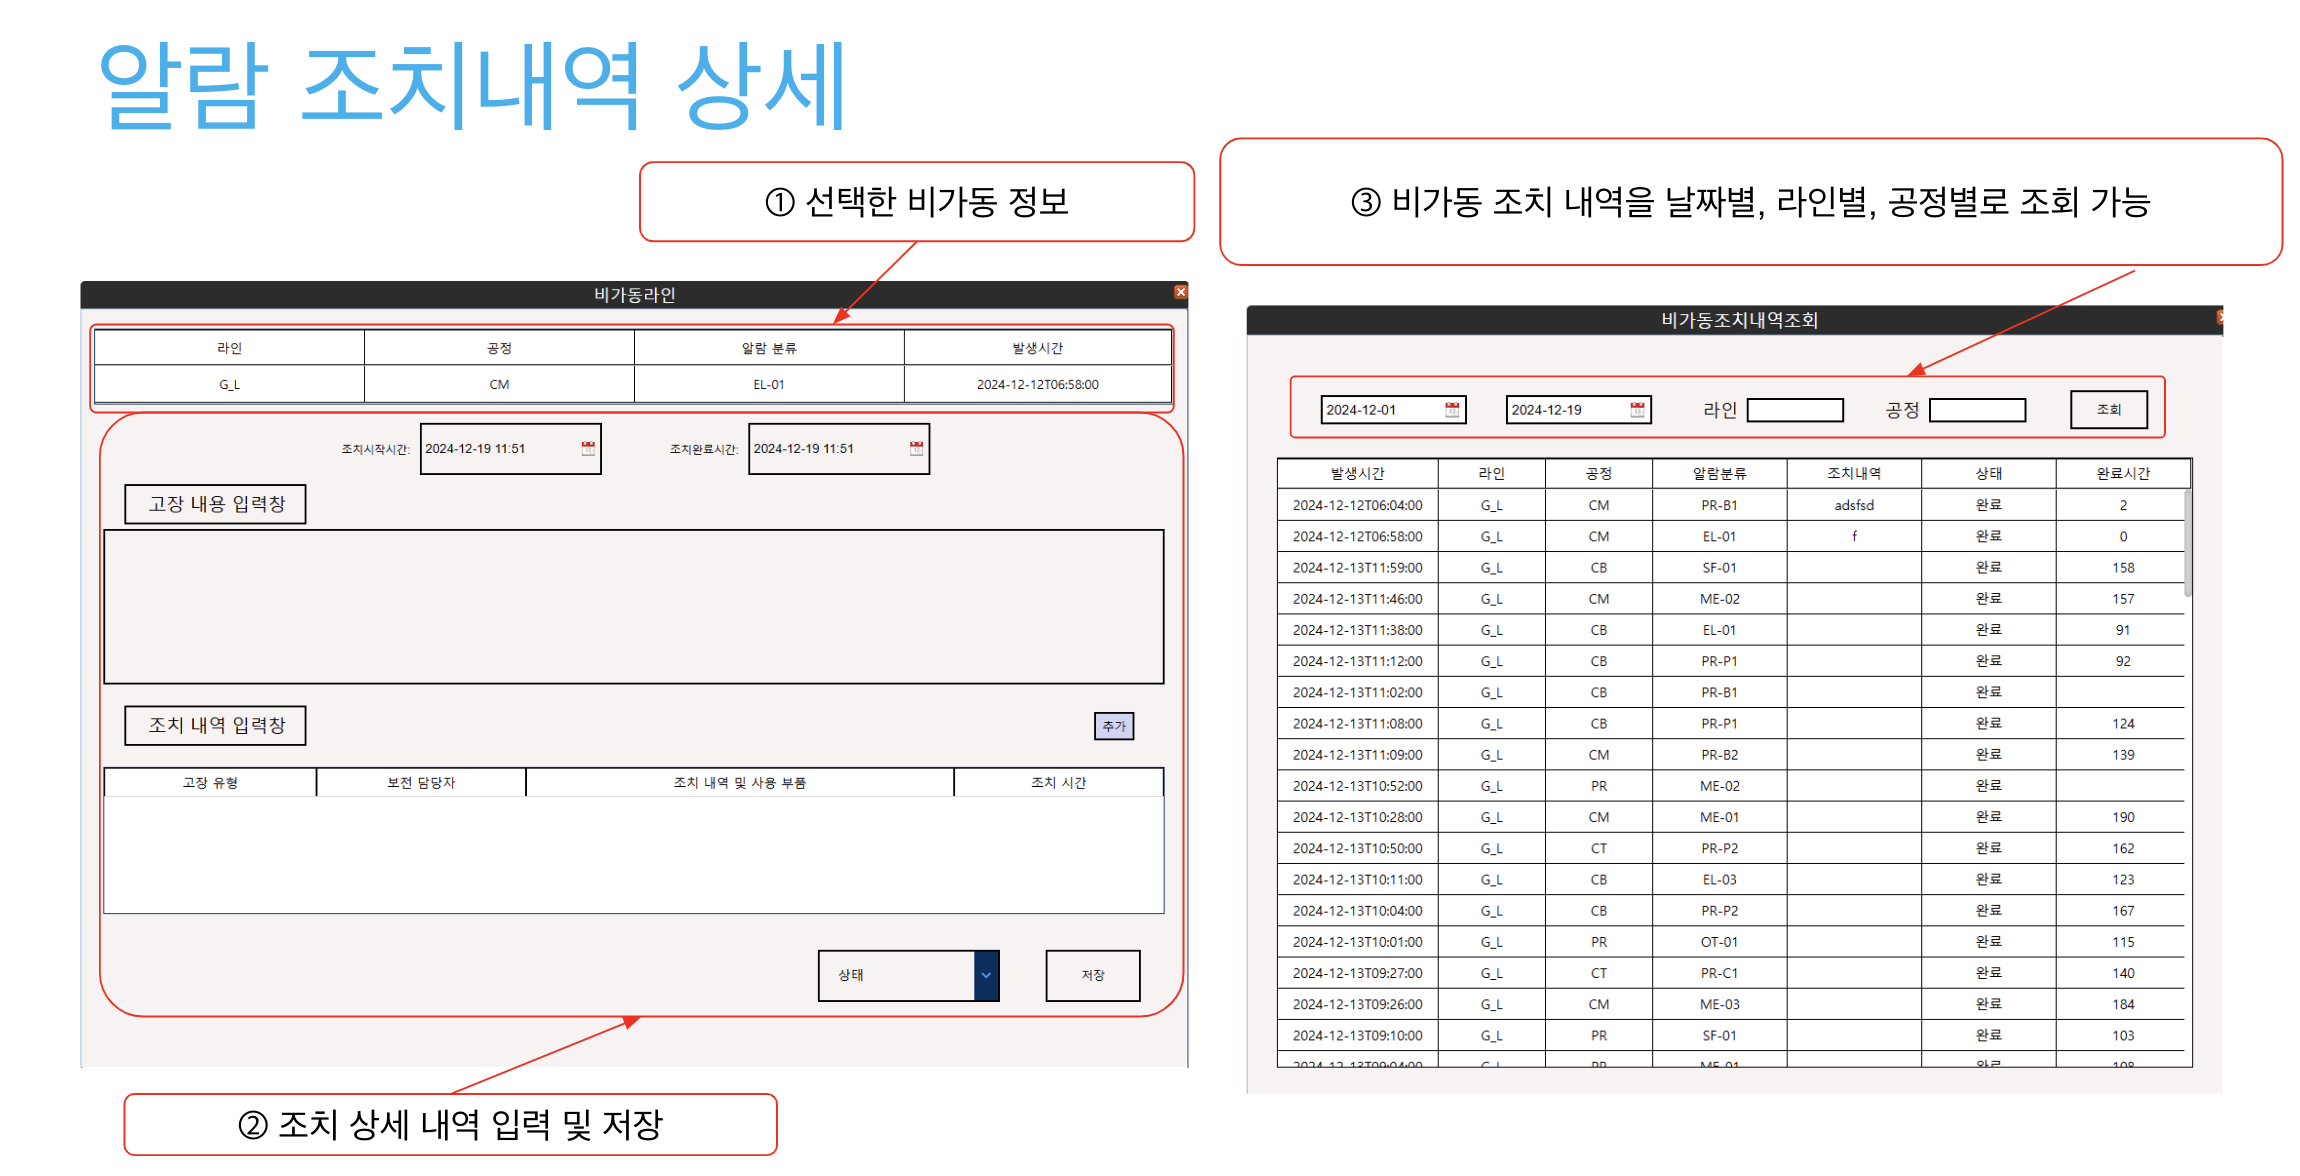 알람 조치내역 상세
① 선택한 비가동 정보
③ 비가동 조치 내역을 날짜별, 라인별, 공정별로 조회 가능
비가동라인
라인 공정 알람 분류 발생시간
G_L CM EL-01 2024-12-12T06:58:00
조치시작시간: 2024-12-19 11:51 조치완료시간: 2024-12-19 11:51
고장 내용 입력창
조치 내역 입력창 추가
고장 유형 보전 담당자 조치 내역 및 사용 부품 조치 시간
상태 저장
② 조치 상세 내역 입력 및 저장
비가동조치내역조회
2024-12-01 2024-12-19 라인 공정 조회
발생시간 라인 공정 알람분류 조치내역 상태 완료시간
2024-12-12T06:04:00 G_L CM PR-B1 adsfsd 완료 2
2024-12-12T06:58:00 G_L CM EL-01 f 완료 0
2024-12-13T11:59:00 G_L CB SF-01 완료 158
2024-12-13T11:46:00 G_L CM ME-02 완료 157
2024-12-13T11:38:00 G_L CB EL-01 완료 91
2024-12-13T11:12:00 G_L CB PR-P1 완료 92
2024-12-13T11:02:00 G_L CB PR-B1 완료
2024-12-13T11:08:00 G_L CB PR-P1 완료 124
2024-12-13T11:09:00 G_L CM PR-B2 완료 139
2024-12-13T10:52:00 G_L PR ME-02 완료
2024-12-13T10:28:00 G_L CM ME-01 완료 190
2024-12-13T10:50:00 G_L CT PR-P2 완료 162
2024-12-13T10:11:00 G_L CB EL-03 완료 123
2024-12-13T10:04:00 G_L CB PR-P2 완료 167
2024-12-13T10:01:00 G_L PR OT-01 완료 115
2024-12-13T09:27:00 G_L CT PR-C1 완료 140
2024-12-13T09:26:00 G_L CM ME-03 완료 184
2024-12-13T09:10:00 G_L PR SF-01 완료 103